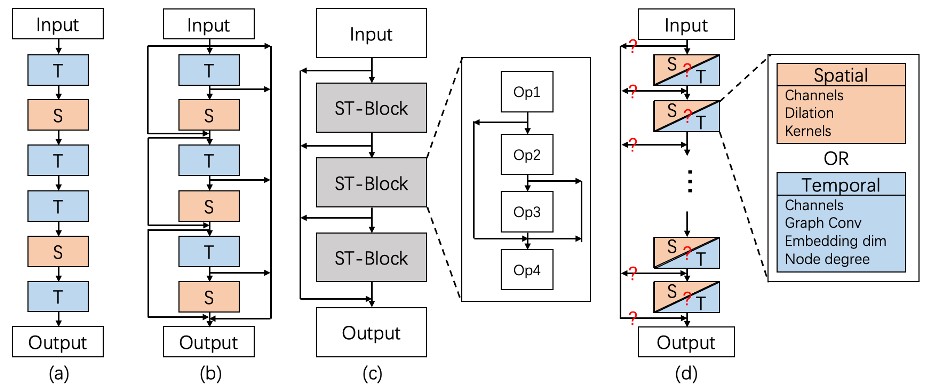 Input
T
S
T
T
S
T
Output
(a)
Input
T
S
T
S
T
S
Output
(b)
Input
ST-Block
ST-Block
ST-Block
Output
(c)
Op1
Op2
Op3
Op4
Input
?
S ? T
?
S ? T
?
S ? T
?
S ? T
?
Output
(d)
Spatial
Channels
Dilation
Kernels
OR
Temporal
Channels
Graph Conv
Embedding dim
Node degree